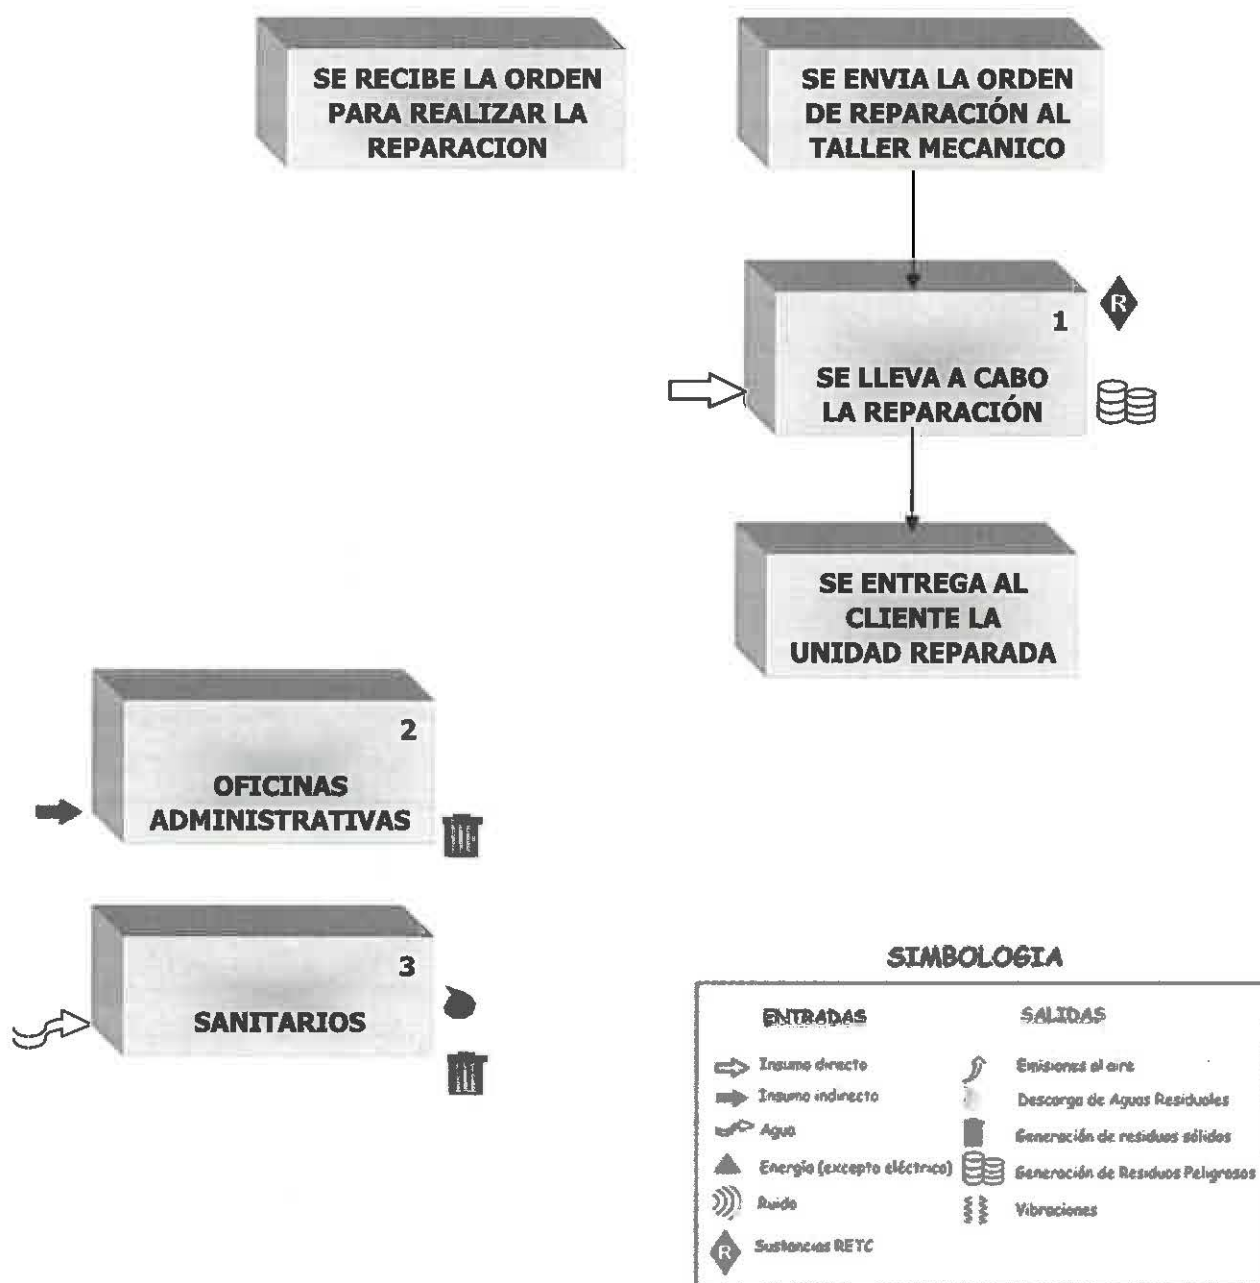 SE RECIBE LA ORDEN
PARA REALIZAR LA
REPARACION
SE ENVIA LA ORDEN
DE REPARACIÓN AL
TALLER MECANICO
R
1
SE LLEVA A CABO
LA REPARACIÓN
SE ENTREGA AL
CLIENTE LA
UNIDAD REPARADA
2
OFICINAS
ADMINISTRATIVAS
3
SANITARIOS
SIMBOLOGIA
ENTRADAS
Insumo directo
Insumo indirecto
Agua
Energía (excepto eléctrica)
Ruido
R Sustancias RETC
SALIDAS
Emisiones al aire
Descarga de Aguas Residuales
Generación de residuos sólidos
Generación de Residuos Peligrosos
Vibraciones